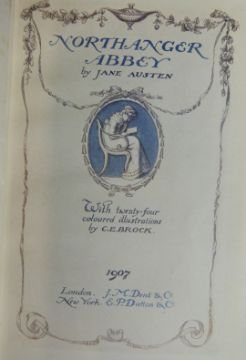 NORTHANGER
ABBEY
by JANE AUSTEN
With twenty-four
coloured illustrations
by C.E.BROCK.
1907
London. J.M.Dent & Co
New York. E.P.Dutton & Co